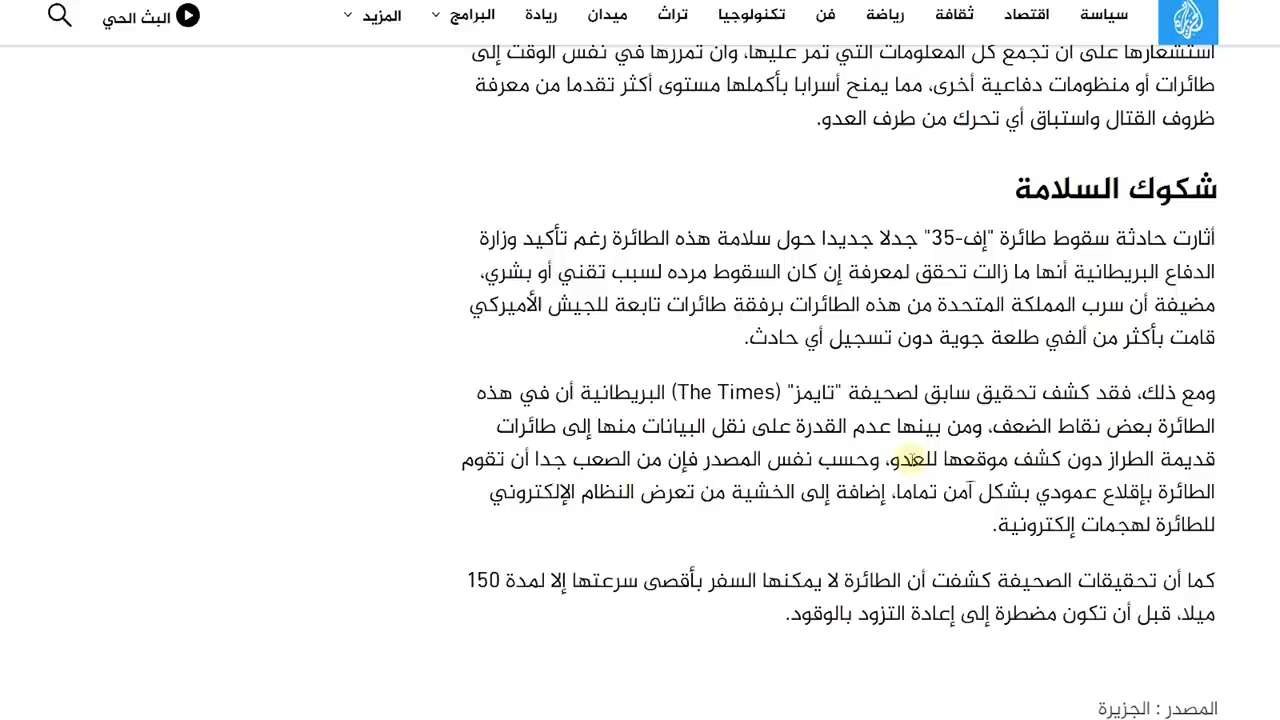 سياسة اقتصاد ثقافة رياضة فن تكنولوجيا تراث ميدان ريادة البرامج المزيد البث الحي
استشعارها على أن تجمع كل المعلومات التي تمر عليها، وأن تمررها في نفس الوقت إلى
طائرات أو منظومات دفاعية أخرى، مما يمنح أسرابا بأكملها مستوى أكثر تقدما من معرفة
ظروف القتال واستباق أي تحرك من طرف العدو.
شكوك السلامة
أثارت حادثة سقوط طائرة "إف-35" جدلا جديدا حول سلامة هذه الطائرة رغم تأكيد وزارة
الدفاع البريطانية أنها ما زالت تحقق لمعرفة إن كان السقوط مرده لسبب تقني أو بشري،
مضيفة أن سرب المملكة المتحدة من هذه الطائرات برفقة طائرات تابعة للجيش الأميركي
قامت بأكثر من ألفي طلعة جوية دون تسجيل أي حادث.
ومع ذلك، فقد كشف تحقيق سابق لصحيفة "تايمز" (The Times) البريطانية أن في هذه
الطائرة بعض نقاط الضعف، ومن بينها عدم القدرة على نقل البيانات منها إلى طائرات
قديمة الطراز دون كشف موقعها للعدو، وحسب نفس المصدر فإن من الصعب جدا أن تقوم
الطائرة بإقلاع عمودي بشكل آمن تماما، إضافة إلى الخشية من تعرض النظام الإلكتروني
للطائرة لهجمات إلكترونية.
كما أن تحقيقات الصحيفة كشفت أن الطائرة لا يمكنها السفر بأقصى سرعتها إلا لمدة 150
ميلا، قبل أن تكون مضطرة إلى إعادة التزود بالوقود.
المصدر : الجزيرة